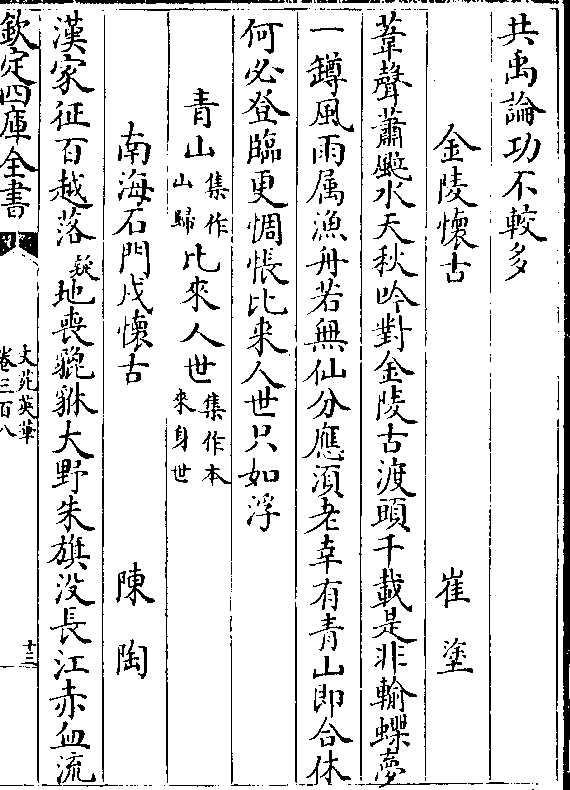 共禹論功不較多
金陵懷古　崔塗
葦聲蕭颼水天秋吟對金陵古渡頭千載是非輸蝶夢
一罇風雨属漁舟若無仙分應湏老幸有青山即合休
何必登臨更惆悵比来人世只如浮
青山集作山歸比來人世集作本來身世
南海石門戍懷古　陳陶
漢家征百越落疑地喪貔貅大野朱旗没長江赤血流
欽定四庫全書
文苑英華
卷三百八
十三